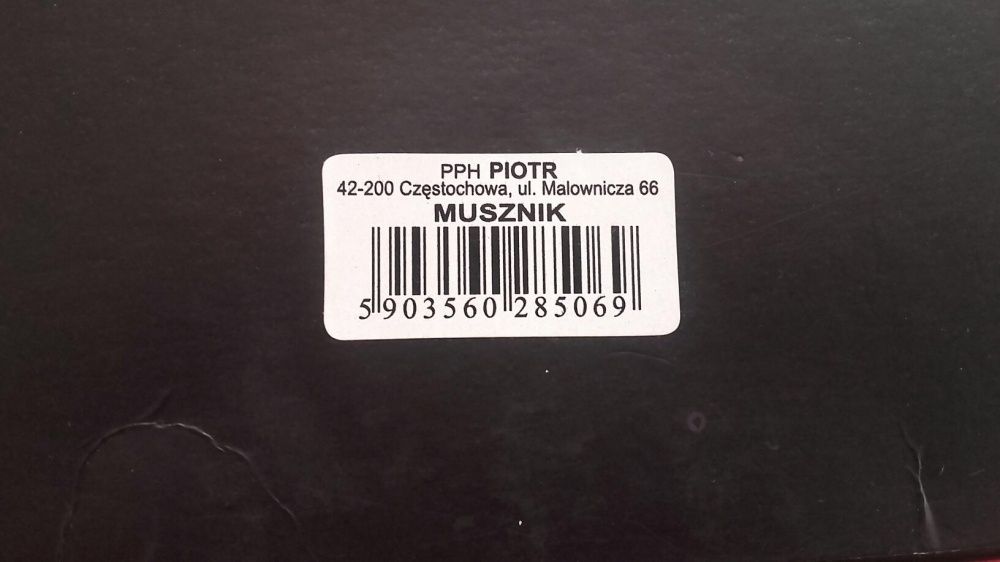 PPH PIOTR
42-200 Częstochowa, ul. Malownicza 66
MUSZNIK
5 903560 285069